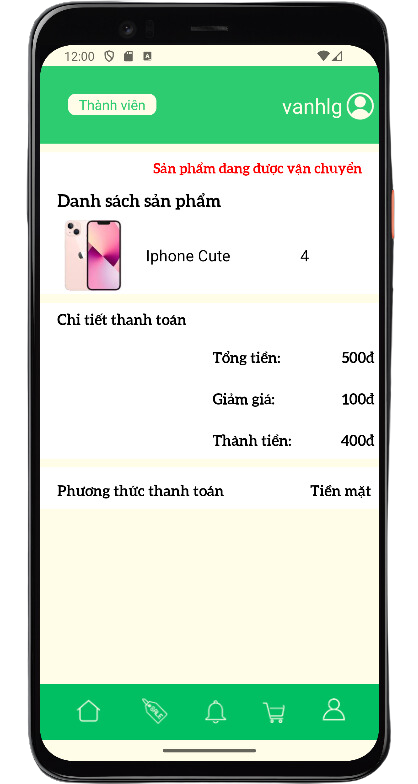 12:00
Thành viên
vanhlg
Sản phẩm đang được vận chuyển
Danh sách sản phẩm
Iphone Cute 4
Chi tiết thanh toán
Tổng tiền: 500đ
Giảm giá: 100đ
Thành tiền: 400đ
Phương thức thanh toán Tiền mặt
SALE